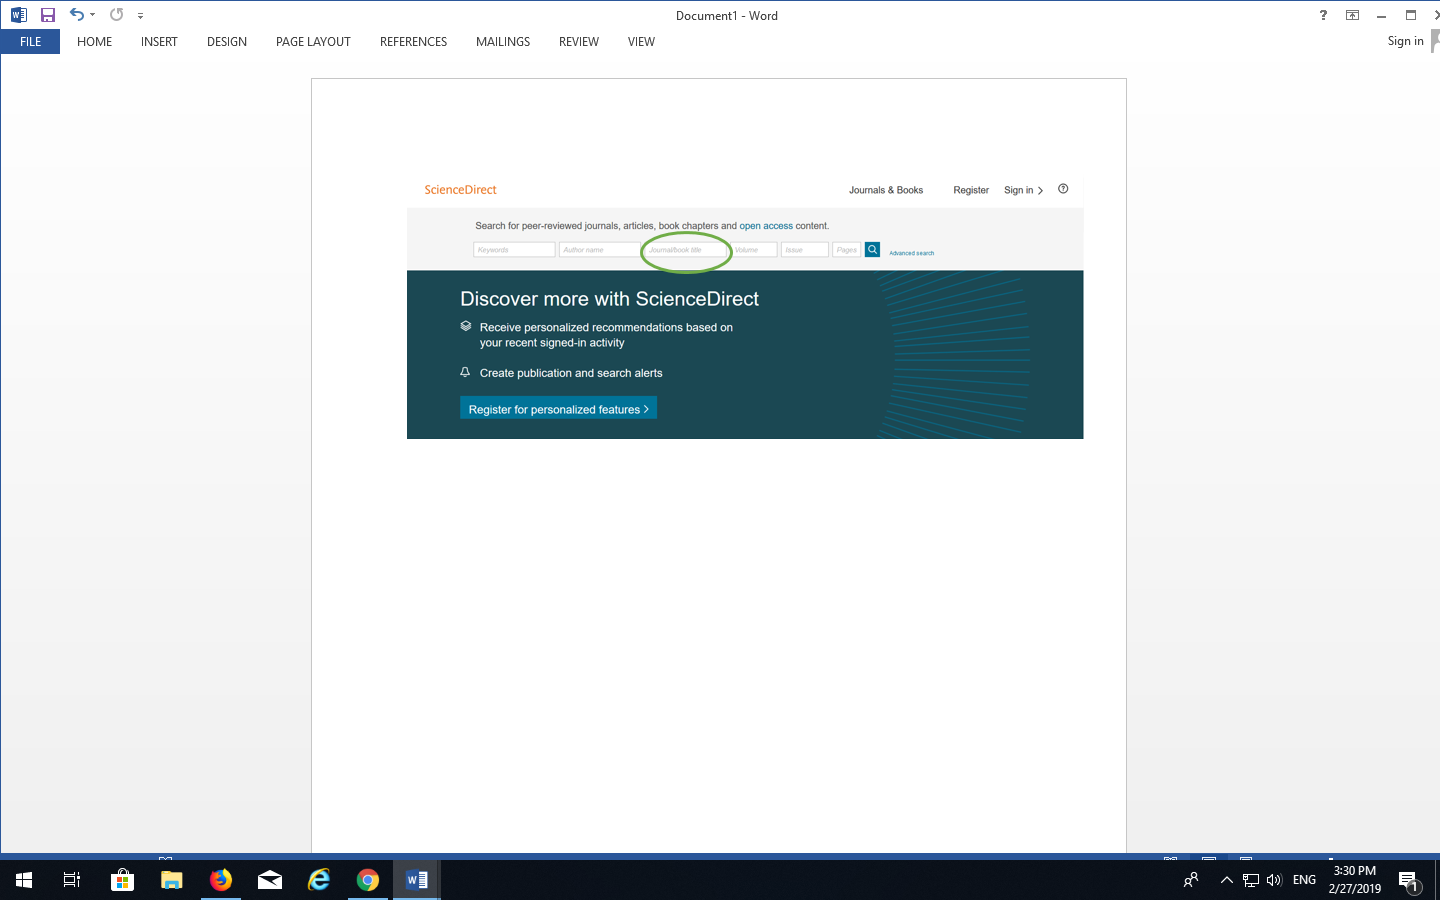 Document1 - Word
?
FILE HOME INSERT DESIGN PAGE LAYOUT REFERENCES MAILINGS REVIEW VIEW Sign in
ScienceDirect Journals & Books Register Sign in > ?
Search for peer-reviewed journals, articles, book chapters and open access content.
Keywords Author name Journal/book title Volume Issue Pages Advanced search
Discover more with ScienceDirect
Receive personalized recommendations based on
your recent signed-in activity
Create publication and search alerts
Register for personalized features >
ENG 3:30 PM
2/27/2019
1